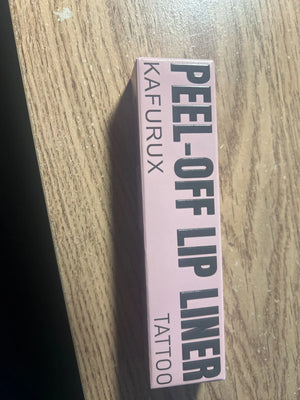 PEEL-OFF LIP LINER
KAFURUX
TATTOO